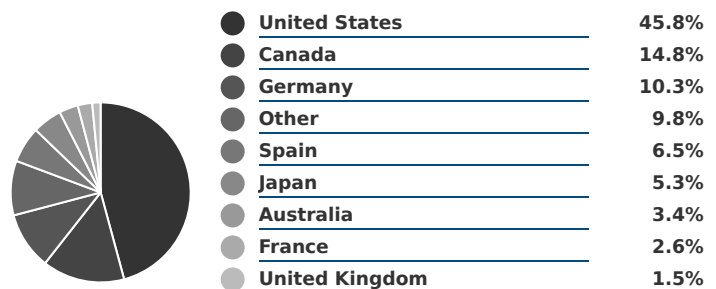 United States 45.8%
Canada 14.8%
Germany 10.3%
Other 9.8%
Spain 6.5%
Japan 5.3%
Australia 3.4%
France 2.6%
United Kingdom 1.5%